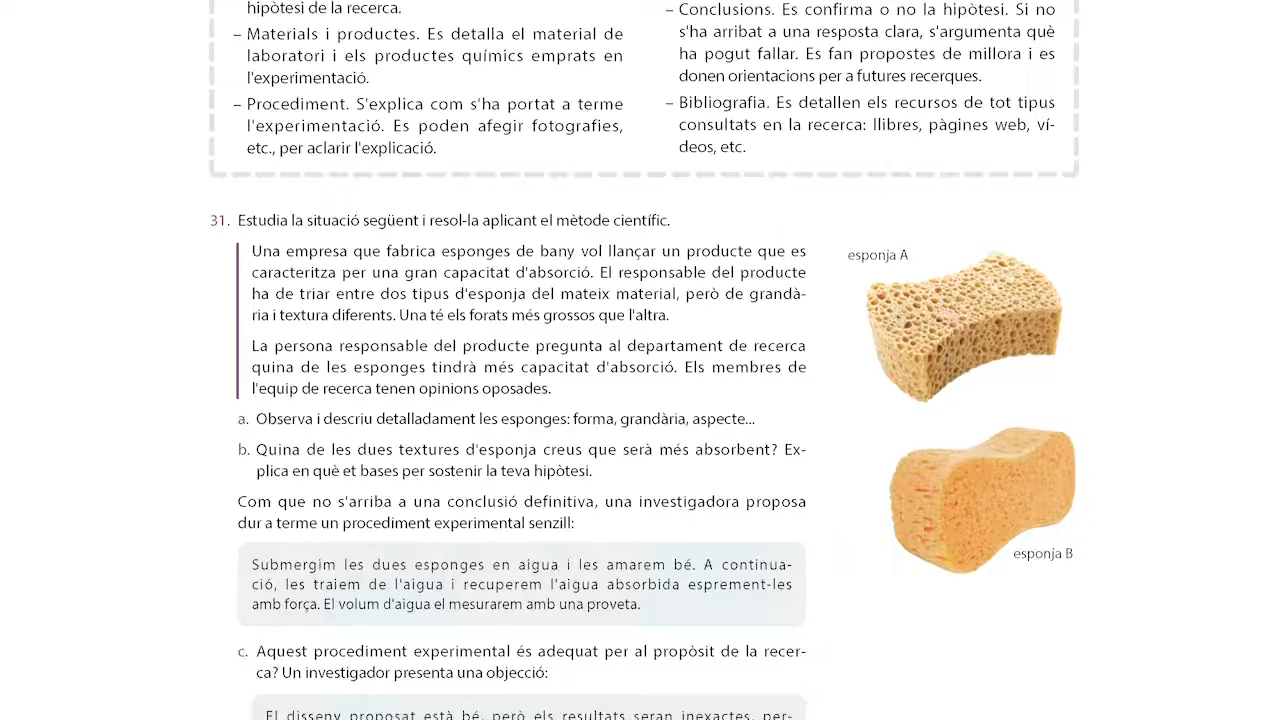 hipòtesi de la recerca.
– Materials i productes. Es detalla el material de
laboratori i els productes químics emprats en
l'experimentació.
– Procediment. S'explica com s'ha portat a terme
l'experimentació. Es poden afegir fotografies,
etc., per aclarir l'explicació.
– Conclusions. Es confirma o no la hipòtesi. Si no
s'ha arribat a una resposta clara, s'argumenta què
ha pogut fallar. Es fan propostes de millora i es
donen orientacions per a futures recerques.
– Bibliografia. Es detallen els recursos de tot tipus
consultats en la recerca: llibres, pàgines web, ví-
deos, etc.
31. Estudia la situació següent i resol-la aplicant el mètode científic.
Una empresa que fabrica esponges de bany vol llançar un producte que es
caracteritza per una gran capacitat d'absorció. El responsable del producte
ha de triar entre dos tipus d'esponja del mateix material, però de grandà-
ria i textura diferents. Una té els forats més grossos que l'altra.
La persona responsable del producte pregunta al departament de recerca
quina de les esponges tindrà més capacitat d'absorció. Els membres de
l'equip de recerca tenen opinions oposades.
esponja A
a. Observa i descriu detalladament les esponges: forma, grandària, aspecte...
b. Quina de les dues textures d'esponja creus que serà més absorbent? Ex-
plica en què et bases per sostenir la teva hipòtesi.
Com que no s'arriba a una conclusió definitiva, una investigadora proposa
dur a terme un procediment experimental senzill:
esponja B
Submergim les dues esponges en aigua i les amarem bé. A continua-
ció, les traiem de l'aigua i recuperem l'aigua absorbida esprement-les
amb força. El volum d'aigua el mesurarem amb una proveta.
c. Aquest procediment experimental és adequat per al propòsit de la recer-
ca? Un investigador presenta una objecció:
El disseny proposat està bé, però els resultats seran inexactes, per-